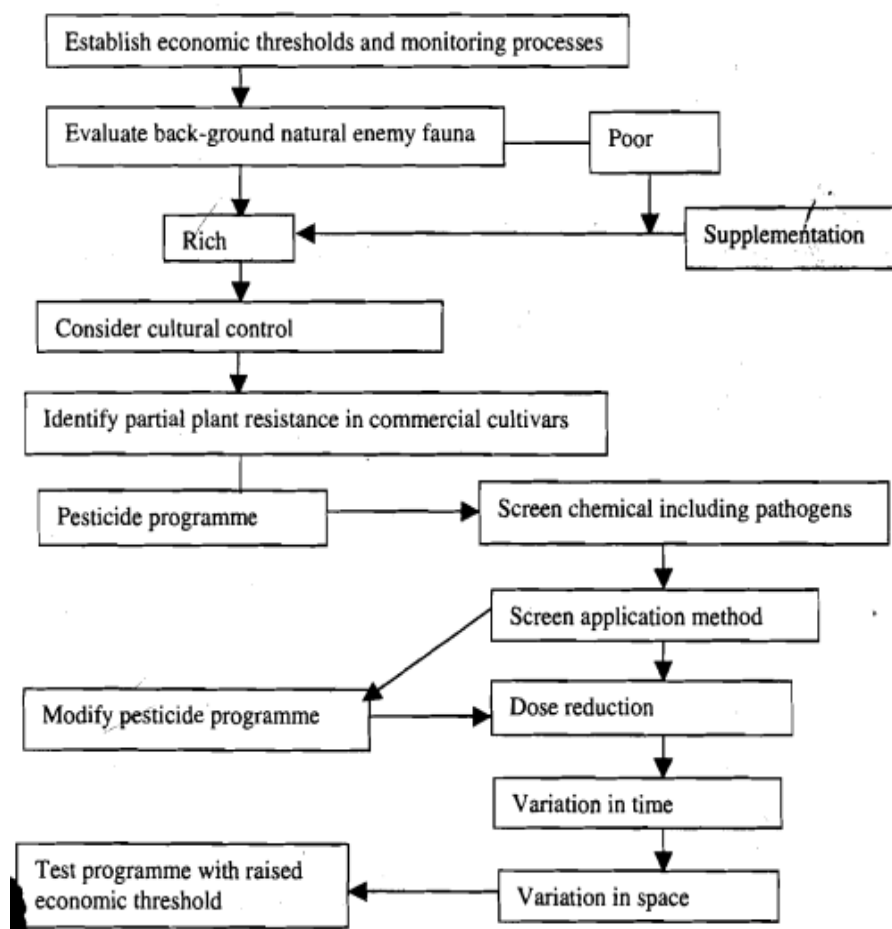 Establish economic thresholds and monitoring processes
Evaluate back-ground natural enemy fauna
Poor
Rich
Supplementation
Consider cultural control
Identify partial plant resistance in commercial cultivars
Pesticide programme
Screen chemical including pathogens
Screen application method
Modify pesticide programme
Dose reduction
Variation in time
Test programme with raised
economic threshold
Variation in space